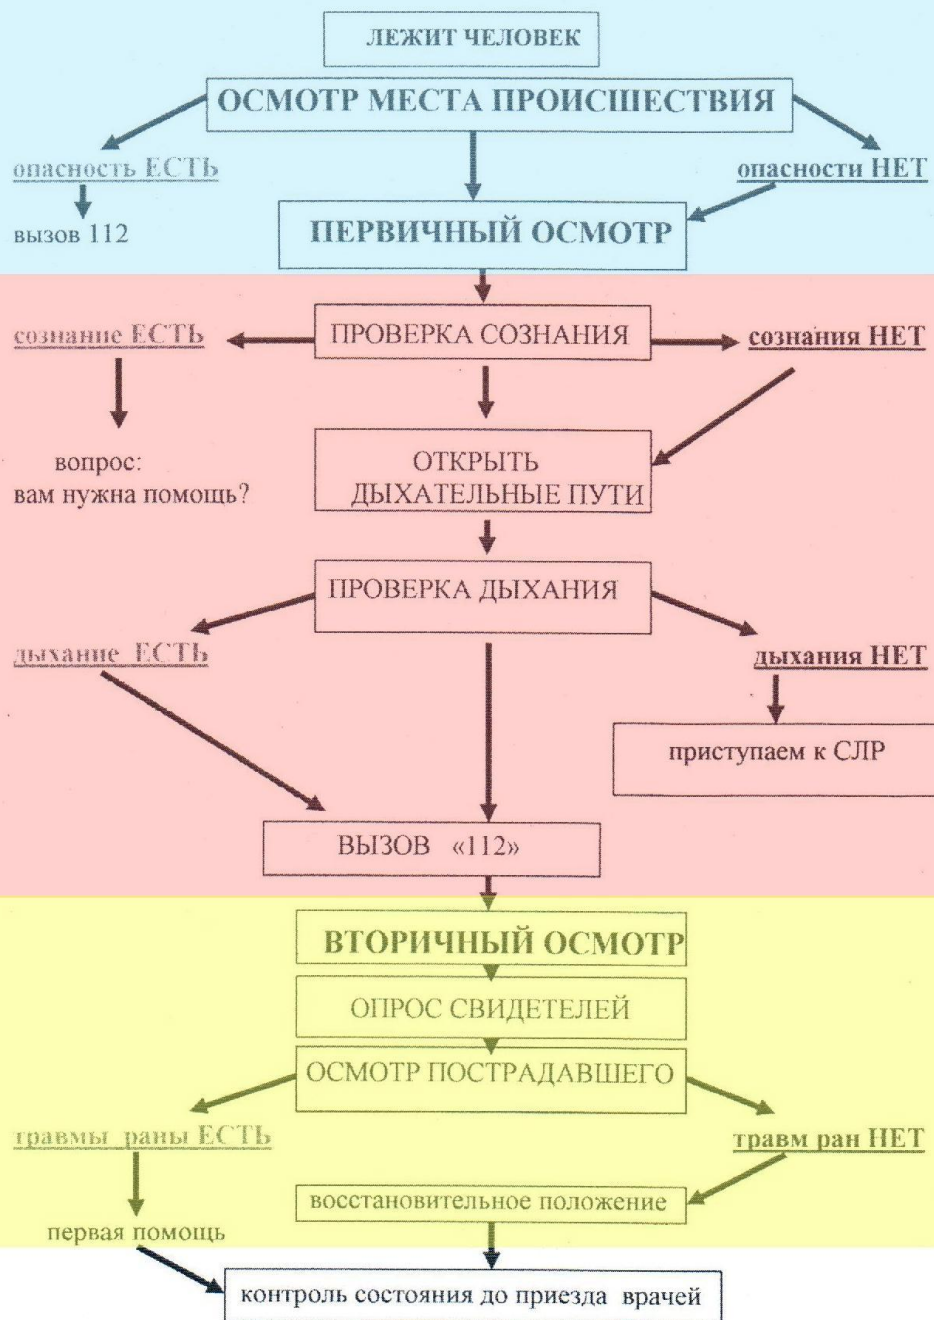 ЛЕЖИТ ЧЕЛОВЕК
ОСМОТР МЕСТА ПРОИСШЕСТВИЯ
опасность ЕСТЬ
опасности НЕТ
вызов 112
ПЕРВИЧНЫЙ ОСМОТР
сознание ЕСТЬ
ПРОВЕРКА СОЗНАНИЯ
сознания НЕТ
вопрос:
вам нужна помощь?
ОТКРЫТЬ
ДЫХАТЕЛЬНЫЕ ПУТИ
ПРОВЕРКА ДЫХАНИЯ
дыхание ЕСТЬ
дыхания НЕТ
приступаем к СЛР
ВЫЗОВ «112»
ВТОРИЧНЫЙ ОСМОТР
ОПРОС СВИДЕТЕЛЕЙ
ОСМОТР ПОСТРАДАВШЕГО
травмы раны ЕСТЬ
травм ран НЕТ
восстановительное положение
первая помощь
контроль состояния до приезда врачей